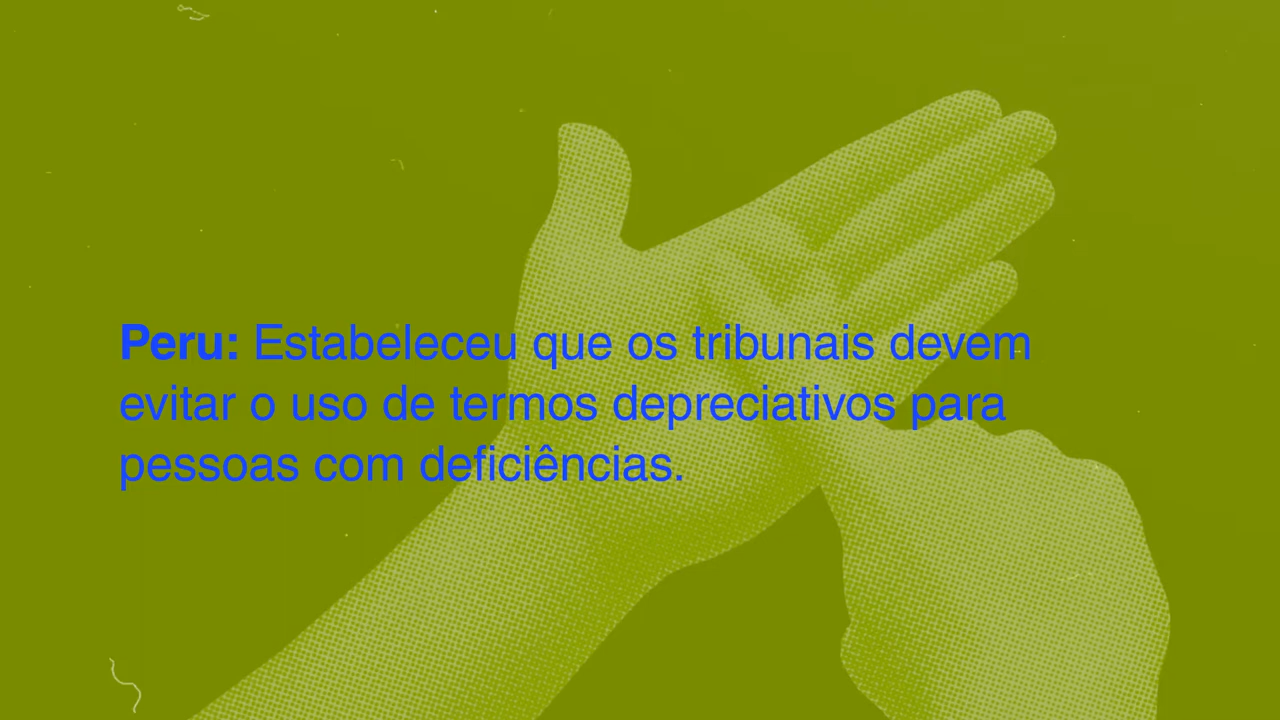 Peru: Estabeleceu que os tribunais devem
evitar o uso de termos depreciativos para
pessoas com deficiências.